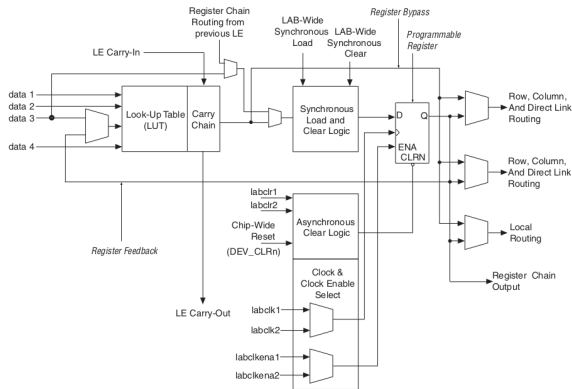 Register Chain
Routing from
previous LE
LAB-Wide
Synchronous
Load
LAB-Wide
Synchronous
Clear
Register Bypass
Programmable
Register
LE Carry-In
data 1
data 2
data 3
data 4
Look-Up Table
(LUT)
Carry
Chain
Synchronous
Load and
Clear Logic
D
Q
ENA
CLRN
Row, Column,
And Direct Link
Routing
Row, Column,
And Direct Link
Routing
Local
Routing
Register Chain
Output
Register Feedback
labclr1
labclr2
Chip-Wide
Reset
(DEV_CLRn)
Asynchronous
Clear Logic
Clock &
Clock Enable
Select
LE Carry-Out
labclk1
labclk2
labclkena1
labclkena2